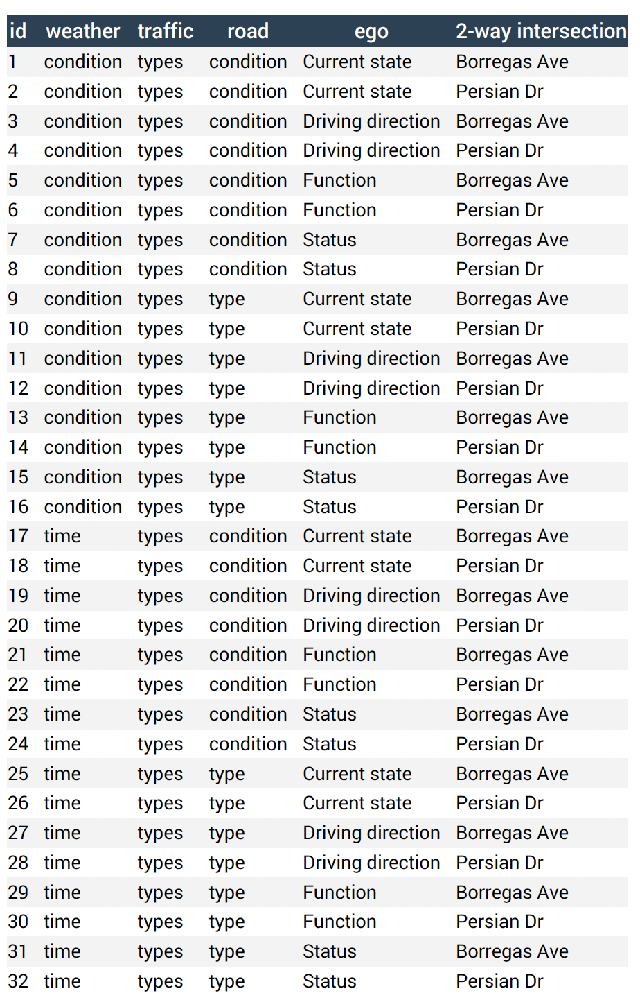 id weather traffic road ego 2-way intersection
1 condition types condition Current state Borregas Ave
2 condition types condition Current state Persian Dr
3 condition types condition Driving direction Borregas Ave
4 condition types condition Driving direction Persian Dr
5 condition types condition Function Borregas Ave
6 condition types condition Function Persian Dr
7 condition types condition Status Borregas Ave
8 condition types condition Status Persian Dr
9 condition types type Current state Borregas Ave
10 condition types type Current state Persian Dr
11 condition types type Driving direction Borregas Ave
12 condition types type Driving direction Persian Dr
13 condition types type Function Borregas Ave
14 condition types type Function Persian Dr
15 condition types type Status Borregas Ave
16 condition types type Status Persian Dr
17 time types condition Current state Borregas Ave
18 time types condition Current state Persian Dr
19 time types condition Driving direction Borregas Ave
20 time types condition Driving direction Persian Dr
21 time types condition Function Borregas Ave
22 time types condition Function Persian Dr
23 time types condition Status Borregas Ave
24 time types condition Status Persian Dr
25 time types type Current state Borregas Ave
26 time types type Current state Persian Dr
27 time types type Driving direction Borregas Ave
28 time types type Driving direction Persian Dr
29 time types type Function Borregas Ave
30 time types type Function Persian Dr
31 time types type Status Borregas Ave
32 time types type Status Persian Dr